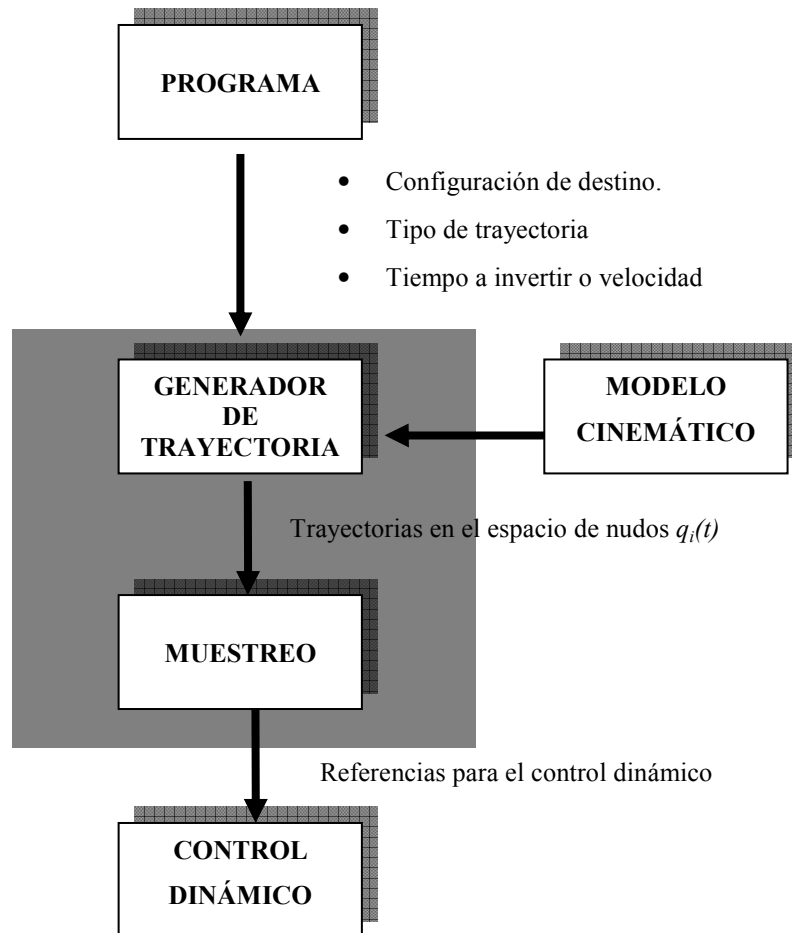 PROGRAMA
• Configuración de destino.
• Tipo de trayectoria
• Tiempo a invertir o velocidad
GENERADOR
DE
TRAYECTORIA
MODELO
CINEMÁTICO
Trayectorias en el espacio de nudos qi(t)
MUESTREO
Referencias para el control dinámico
CONTROL
DINÁMICO